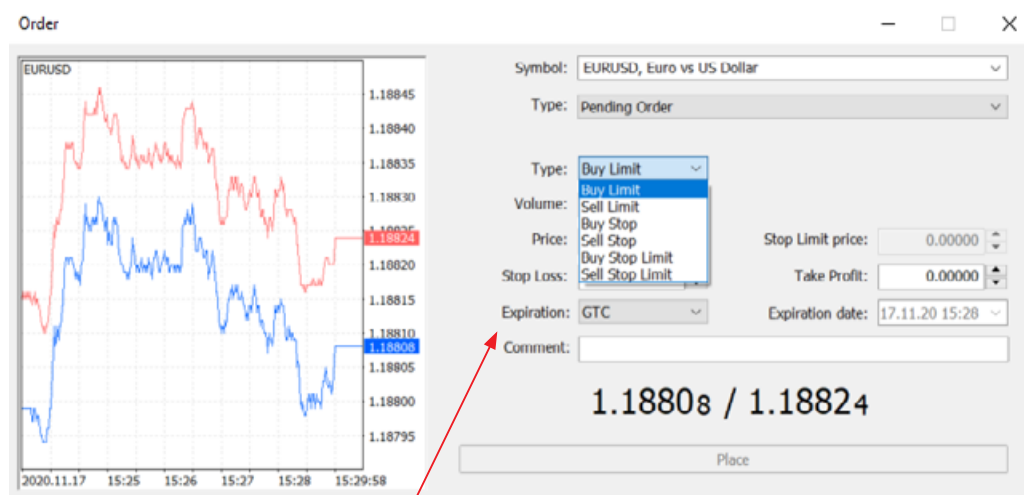 Order
EURUSD
1.18845
1.18840
1.18835
1.18830
1.18825
1.18824
1.18820
1.18815
1.18810
1.18808
1.18805
1.18800
1.18795
2020.11.17 15:25 15:26 15:27 15:28 15:29:58
Symbol: EURUSD, Euro vs US Dollar
Type: Pending Order
Type: Buy Limit
Buy Limit
Volume: Sell Limit
Buy Stop
Price: Sell Stop Stop Limit price: 0.00000
Buy Stop Limit
Stop Loss: Sell Stop Limit Take Profit: 0.00000
Expiration: GTC Expiration date: 17.11.20 15:28
Comment:
1.18808 / 1.18824
Place